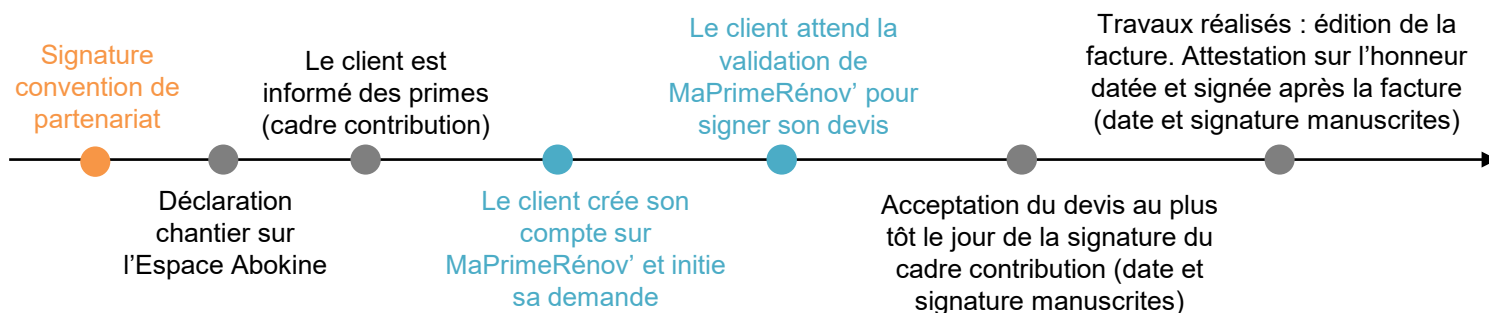 Signature
convention de
partenariat
Déclaration
chantier sur
l’Espace Abokine
Le client est
informé des primes
(cadre contribution)
Le client crée son
compte sur
MaPrimeRénov’ et initie
sa demande
Le client attend la
validation de
MaPrimeRénov’ pour
signer son devis
Acceptation du devis au plus
tôt le jour de la signature du
cadre contribution (date et
signature manuscrites)
Travaux réalisés : édition de la
facture. Attestation sur l’honneur
datée et signée après la facture
(date et signature manuscrites)